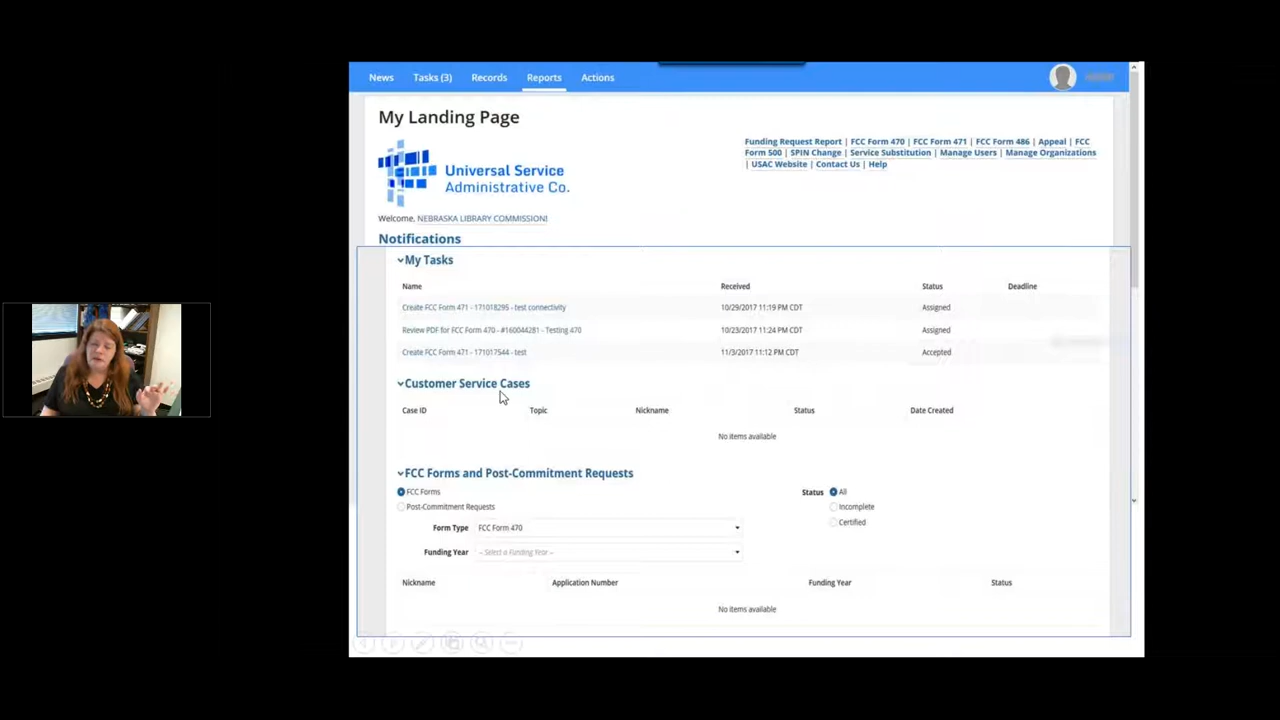 News Tasks (3) Records Reports Actions
My Landing Page
Funding Request Report | FCC Form 470 | FCC Form 471 | FCC Form 486 | Appeal | FCC
Form 500 | SPIN Change | Service Substitution | Manage Users | Manage Organizations
| USAC Website | Contact Us | Help
Universal Service
Administrative Co.
Welcome, NEBRASKA LIBRARY COMMISSION!
Notifications
My Tasks
Name Received Status Deadline
Create FCC Form 471 - 171018295 - test connectivity 10/29/2017 11:19 PM CDT Assigned
Review PDF for FCC Form 470 - #160044281 - Testing 470 10/23/2017 11:24 PM CDT Assigned
Create FCC Form 471 - 171017544 - test 11/3/2017 11:12 PM CDT Accepted
Customer Service Cases
Case ID Topic Nickname Status Date Created
No items available
FCC Forms and Post-Commitment Requests
FCC Forms Status All
Post-Commitment Requests Incomplete
Form Type FCC Form 470 Certified
Funding Year -- Select a Funding Year --
Nickname Application Number Funding Year Status
No items available